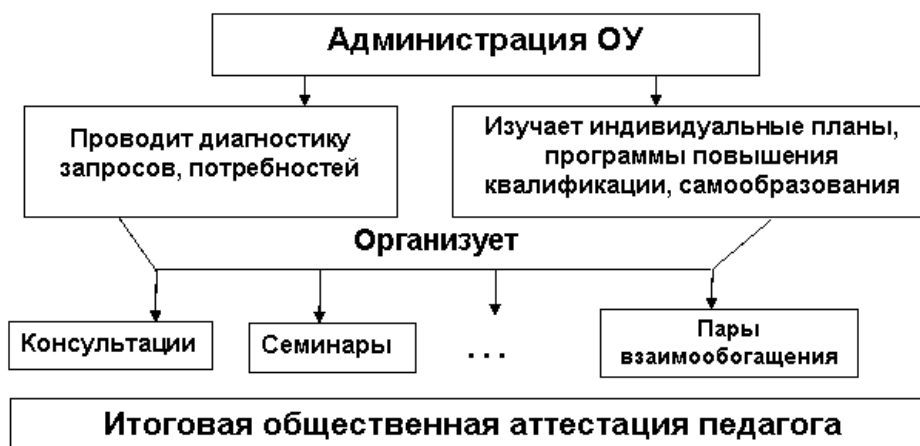 Администрация ОУ
Проводит диагностику
запросов, потребностей
Изучает индивидуальные планы,
программы повышения
квалификации, самообразования
Организует
Консультации
Семинары
...
Пары
взаимообогащения
Итоговая общественная аттестация педагога